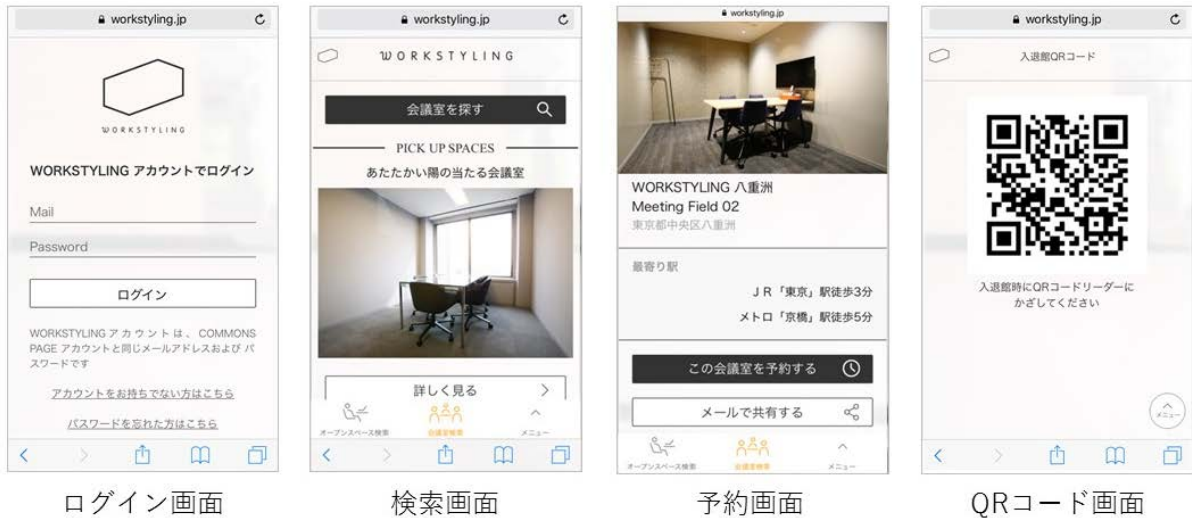 workstyling.jp
WORKSTYLING
WORKSTYLING アカウントでログイン
Mail
Password
ログイン
WORKSTYLING アカウントは、COMMONS
PAGE アカウントと同じメールアドレスおよび パ
スワードです
アカウントをお持ちでない方はこちら
パスワードを忘れた方はこちら
ログイン画面
workstyling.jp
WORKSTYLING
会議室を探す
PICK UP SPACES
あたたかい陽の当たる会議室
詳しく見る
オープンスペース検索
会議室検索
メニュー
検索画面
workstyling.jp
WORKSTYLING 八重洲
Meeting Field 02
東京都中央区八重洲
最寄り駅
JR「東京」駅徒歩3分
メトロ「京橋」駅徒歩5分
この会議室を予約する
メールで共有する
オープンスペース検索
会議室検索
メニュー
予約画面
workstyling.jp
入退館QRコード
入退館時にQRコードリーダーに
かざしてください
メニュー
QRコード画面